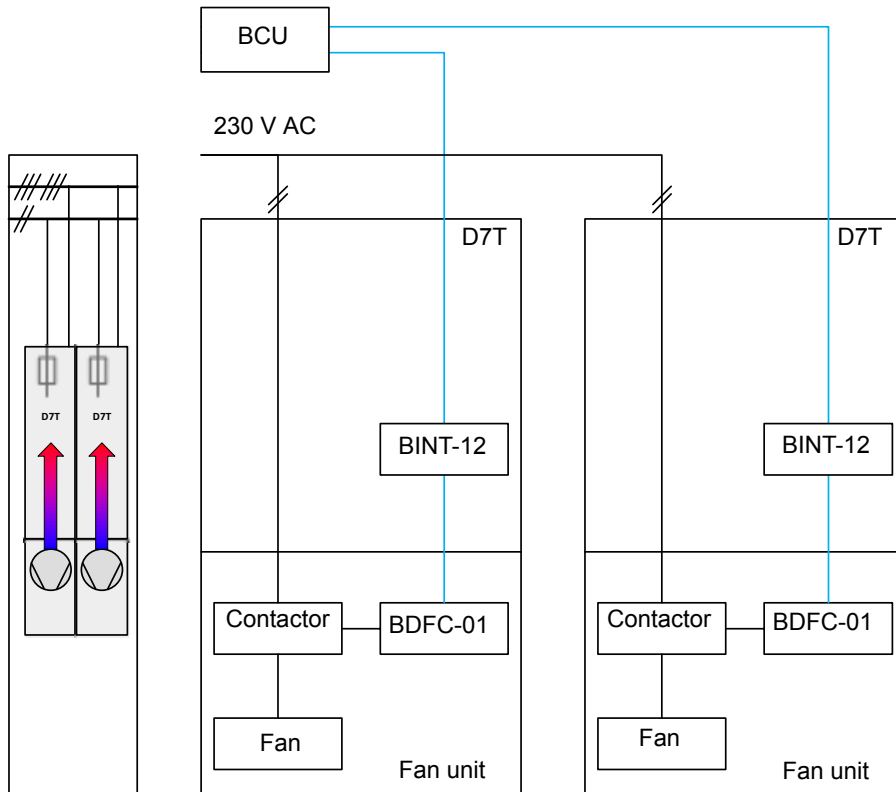 BCU
230 V AC
D7T
D7T
D7T
D7T
BINT-12
BINT-12
Contactor
BDFC-01
Contactor
BDFC-01
Fan
Fan
Fan unit
Fan unit